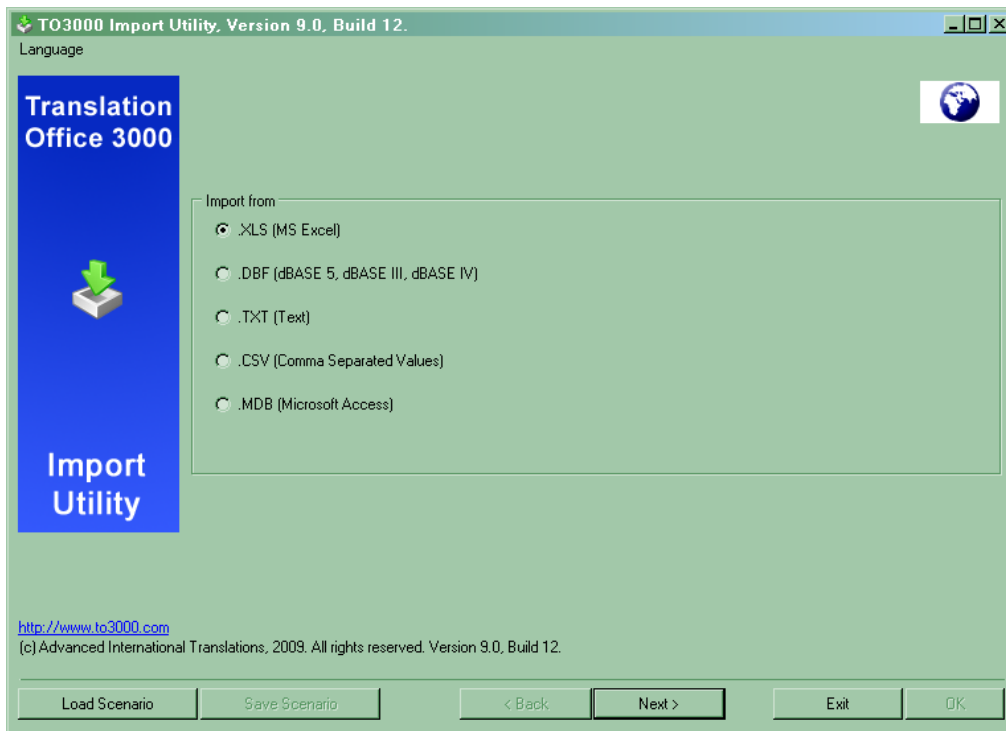 TO3000 Import Utility, Version 9.0, Build 12.
Language
Translation
Office 3000
Import from
.XLS (MS Excel)
.DBF (dBASE 5, dBASE III, dBASE IV)
.TXT (Text)
.CSV (Comma Separated Values)
.MDB (Microsoft Access)
Import
Utility
http://www.to3000.com
(c) Advanced International Translations, 2009. All rights reserved. Version 9.0, Build 12.
Load Scenario Save Scenario < Back Next > Exit OK